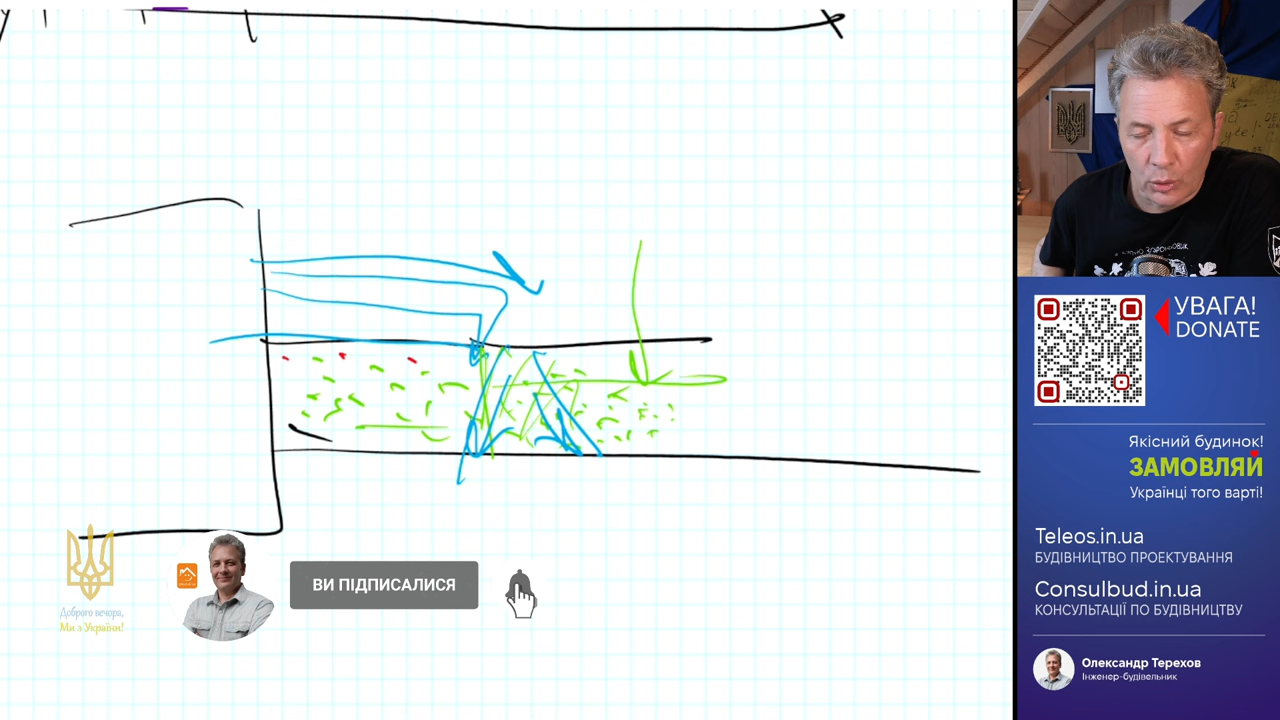 УВАГА!
DONATE
Якісний будинок!
ЗАМОВЛЯЙ
Українці того варті!
Teleos.in.ua
БУДІВНИЦТВО ПРОЕКТУВАННЯ
Consulbud.in.ua
КОНСУЛЬТАЦІЇ ПО БУДІВНИЦТВУ
Олександр Терехов
Інженер-будівельник
ВИ ПІДПИСАЛИСЯ
Доброго вечора,
Ми з України!